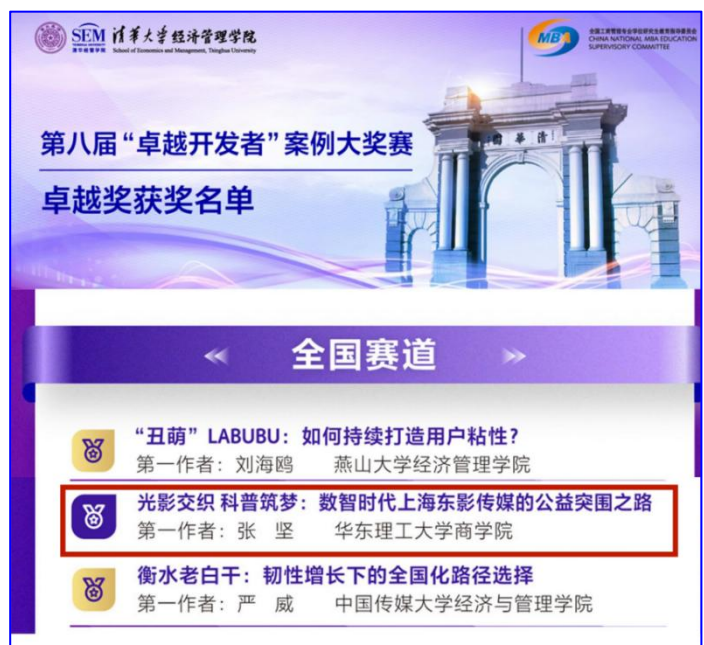 SEM 清华大学经济管理学院
清华经管学院 School of Economics and Management, Tsinghua University
MBA
全国工商管理专业学位研究生教育指导委员会
CHINA NATIONAL MBA EDUCATION
SUPERVISORY COMMITTEE
第八届“卓越开发者”案例大奖赛
卓越奖获奖名单
園華清
全国赛道
“丑萌” LABUBU：如何持续打造用户粘性？
第一作者：刘海鸥 燕山大学经济管理学院
光影交织 科普筑梦：数智时代上海东影传媒的公益突围之路
第一作者：张 坚 华东理工大学商学院
衡水老白干：韧性增长下的全国化路径选择
第一作者：严 威 中国传媒大学经济与管理学院